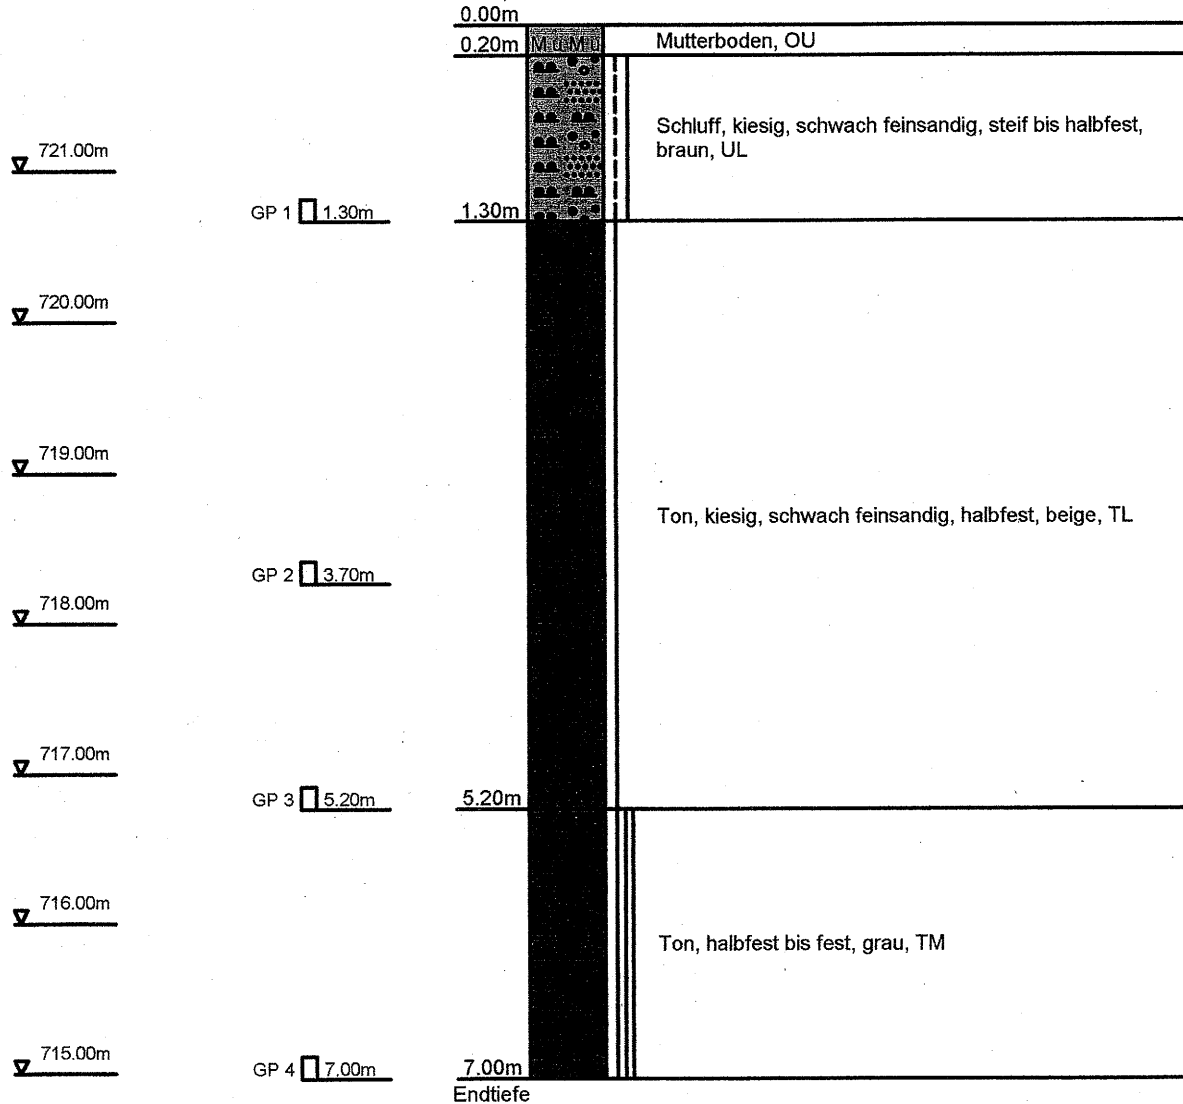 0.00m
0.20m MuMu Mutterboden, OU
Schluff, kiesig, schwach feinsandig, steif bis halbfest,
braun, UL
721.00m
GP 1 1.30m 1.30m
720.00m
719.00m
Ton, kiesig, schwach feinsandig, halbfest, beige, TL
GP 2 3.70m
718.00m
717.00m
GP 3 5.20m 5.20m
716.00m
Ton, halbfest bis fest, grau, TM
715.00m
GP 4 7.00m 7.00m
Endtiefe